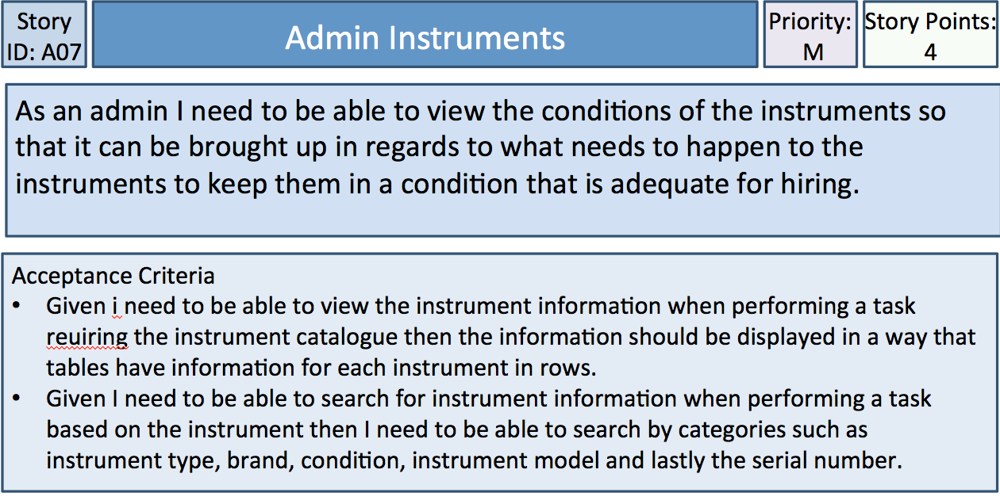 Story
ID: A07
Admin Instruments
Priority:
M
Story Points:
4
As an admin I need to be able to view the conditions of the instruments so
that it can be brought up in regards to what needs to happen to the
instruments to keep them in a condition that is adequate for hiring.
Acceptance Criteria
• Given i need to be able to view the instrument information when performing a task
reuiring the instrument catalogue then the information should be displayed in a way that
tables have information for each instrument in rows.
• Given I need to be able to search for instrument information when performing a task
based on the instrument then I need to be able to search by categories such as
instrument type, brand, condition, instrument model and lastly the serial number.